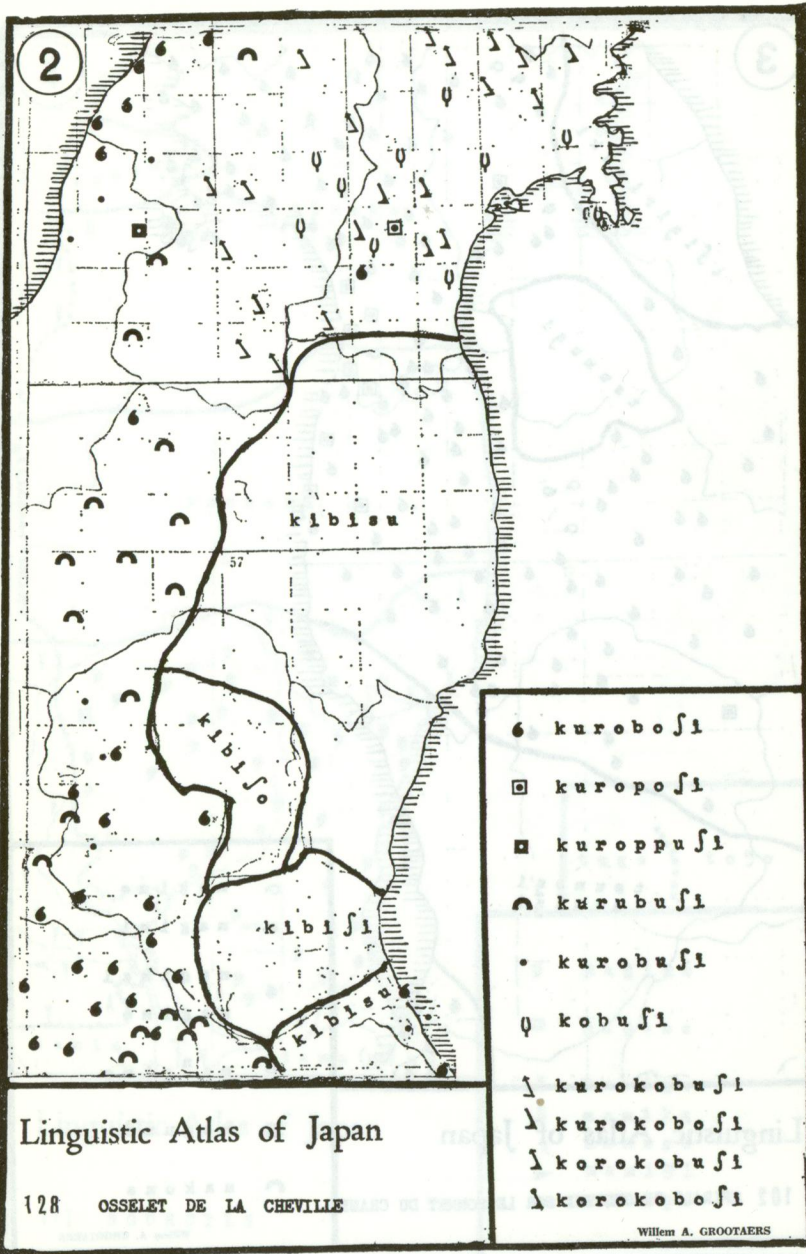 2
kibisu
57
kibiʃo
kibiʃi
kibisu
kuroboʃi
kuropoʃi
kuroppuʃi
kurubuʃi
kurobuʃi
kobuʃi
kurokobuʃi
kurokoboʃi
korokobuʃi
korokoboʃi
Linguistic Atlas of Japan
128 OSSELET DE LA CHEVILLE
Willem A. GROOTAERS